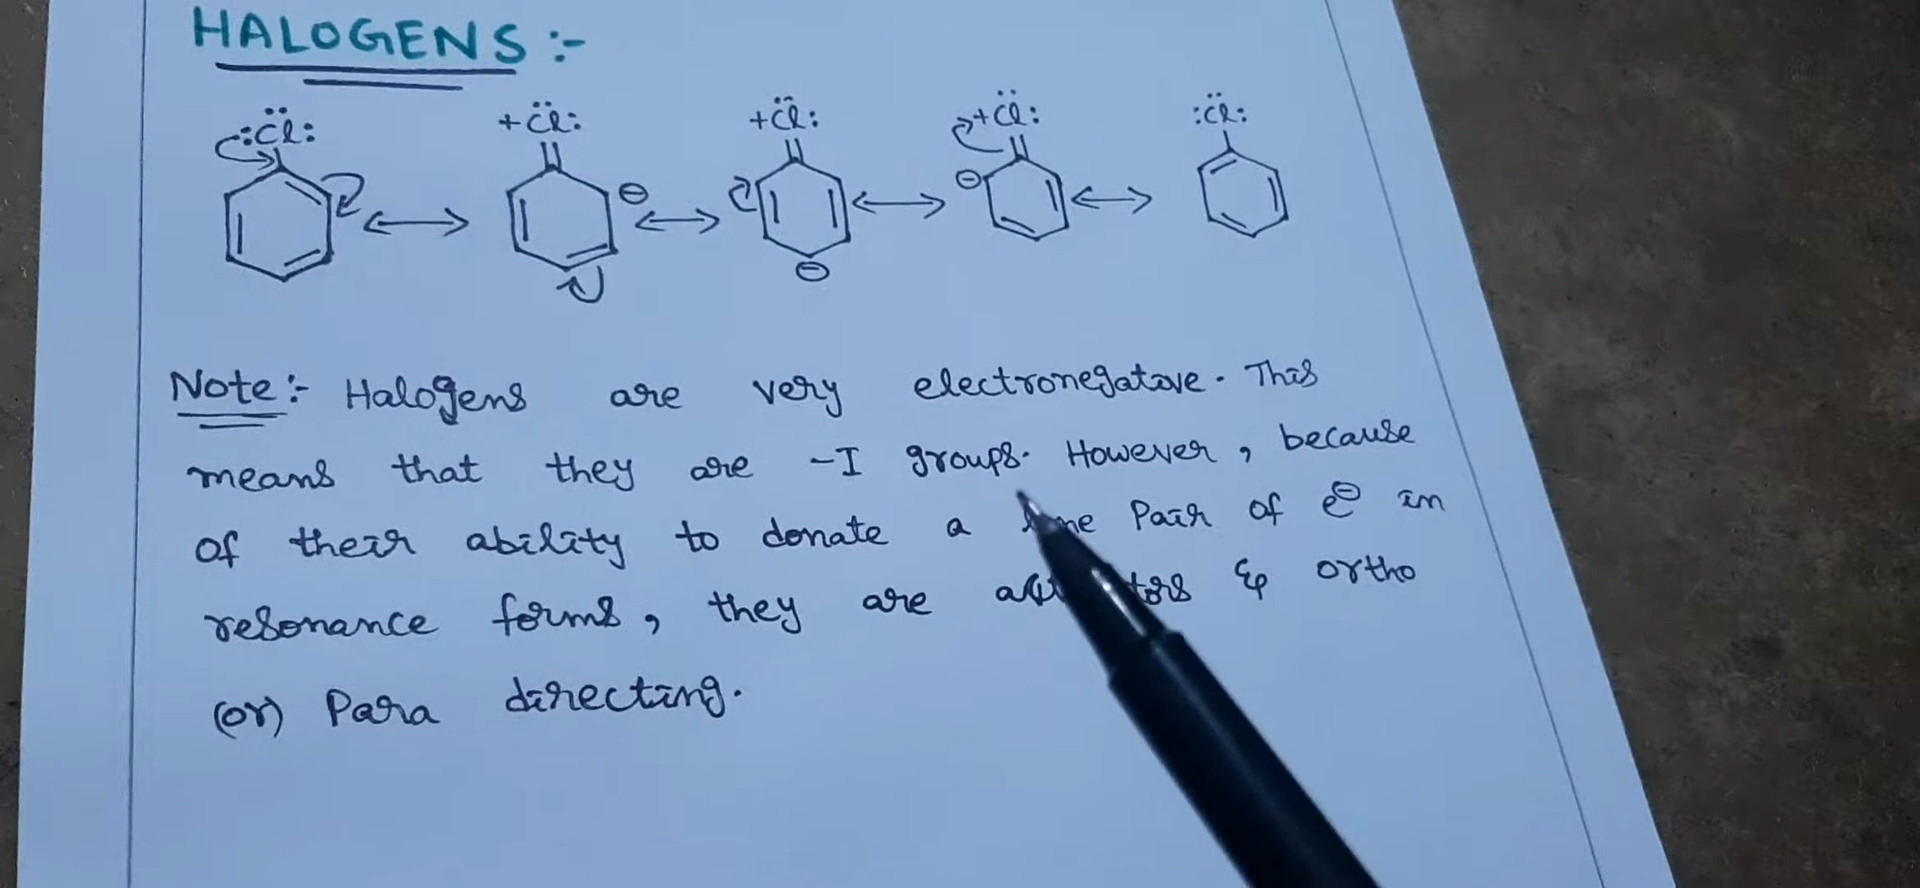 HALOGENS :-
:C̈l: +C̈l: +C̈l: +C̈l: :C̈l:
⊖ ⊖
⊖
Note :- Halogens are very electronegative. This
means that they are -I groups. However, because
of their ability to donate a Pair of e⊖ in
resonance forms, they are & ortho
(or) Para directing.